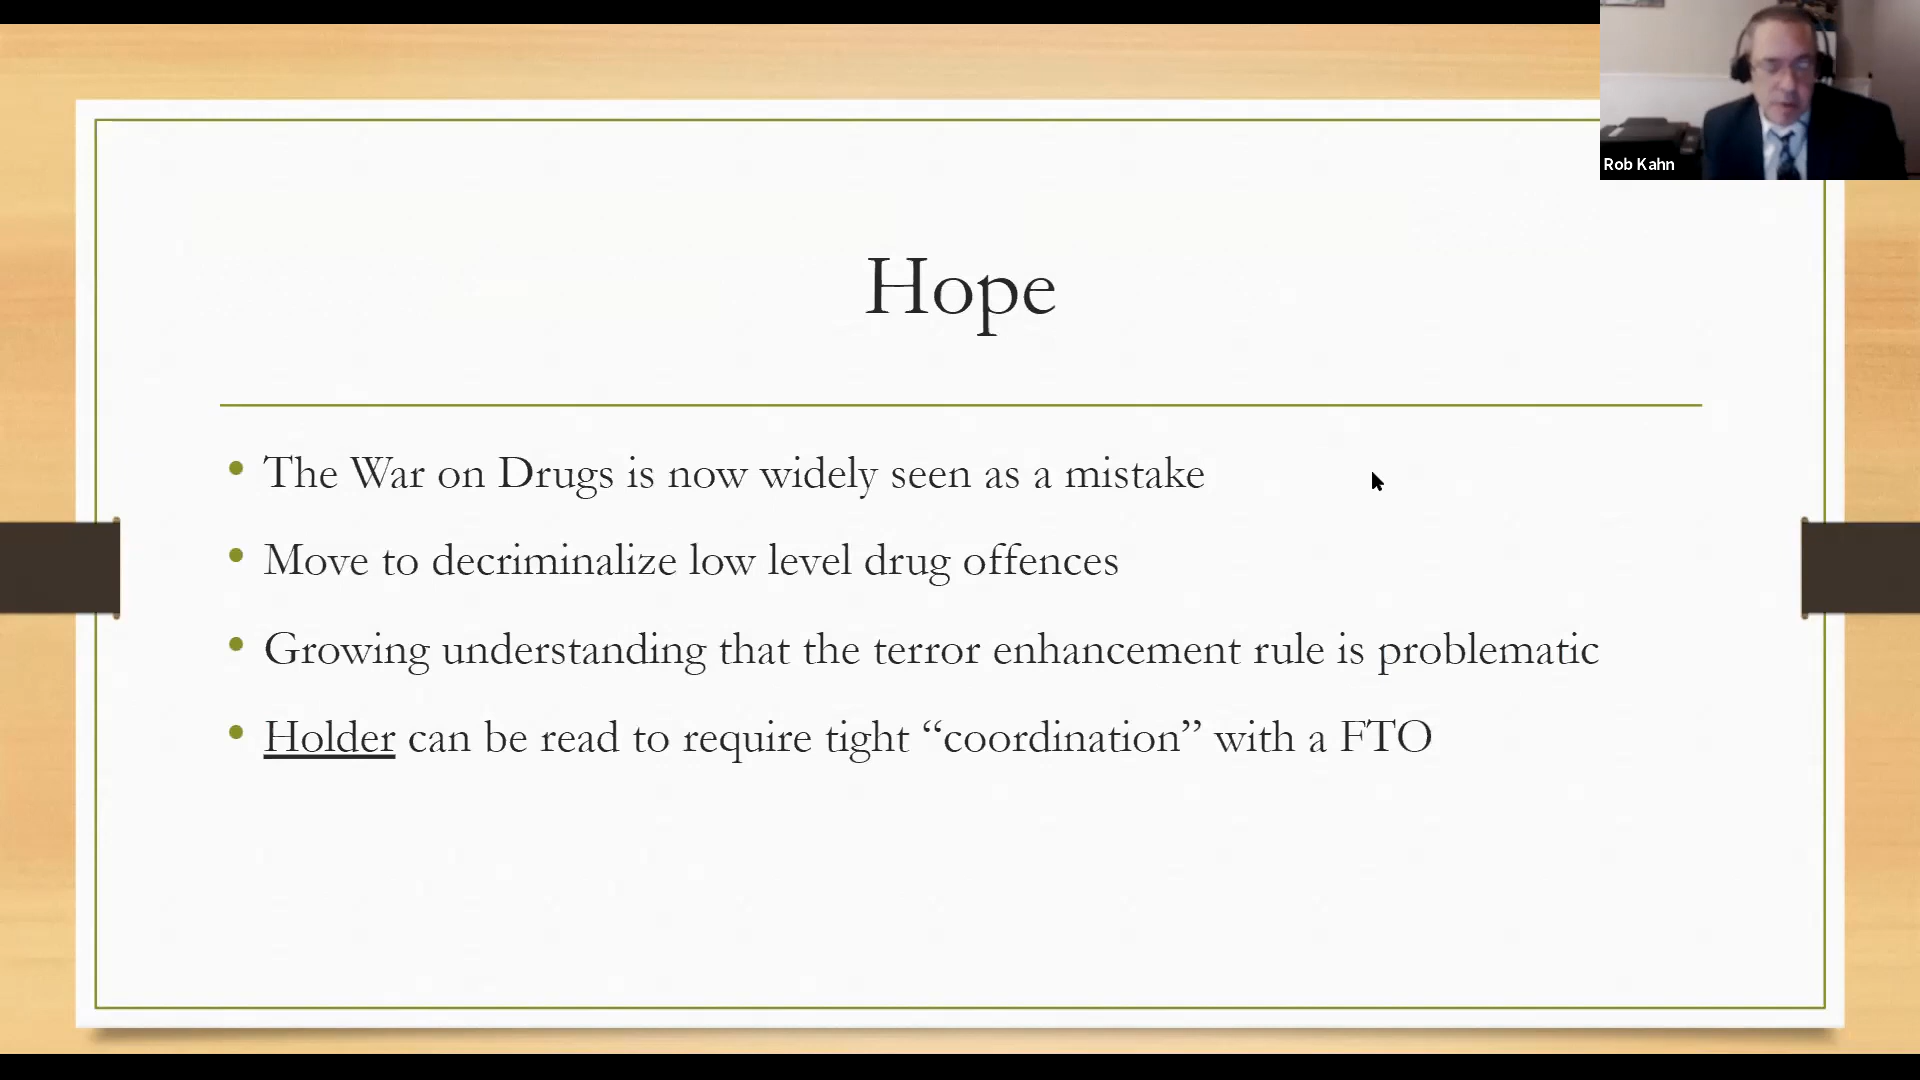 Rob Kahn
Hope
• The War on Drugs is now widely seen as a mistake
• Move to decriminalize low level drug offences
• Growing understanding that the terror enhancement rule is problematic
• Holder can be read to require tight “coordination” with a FTO